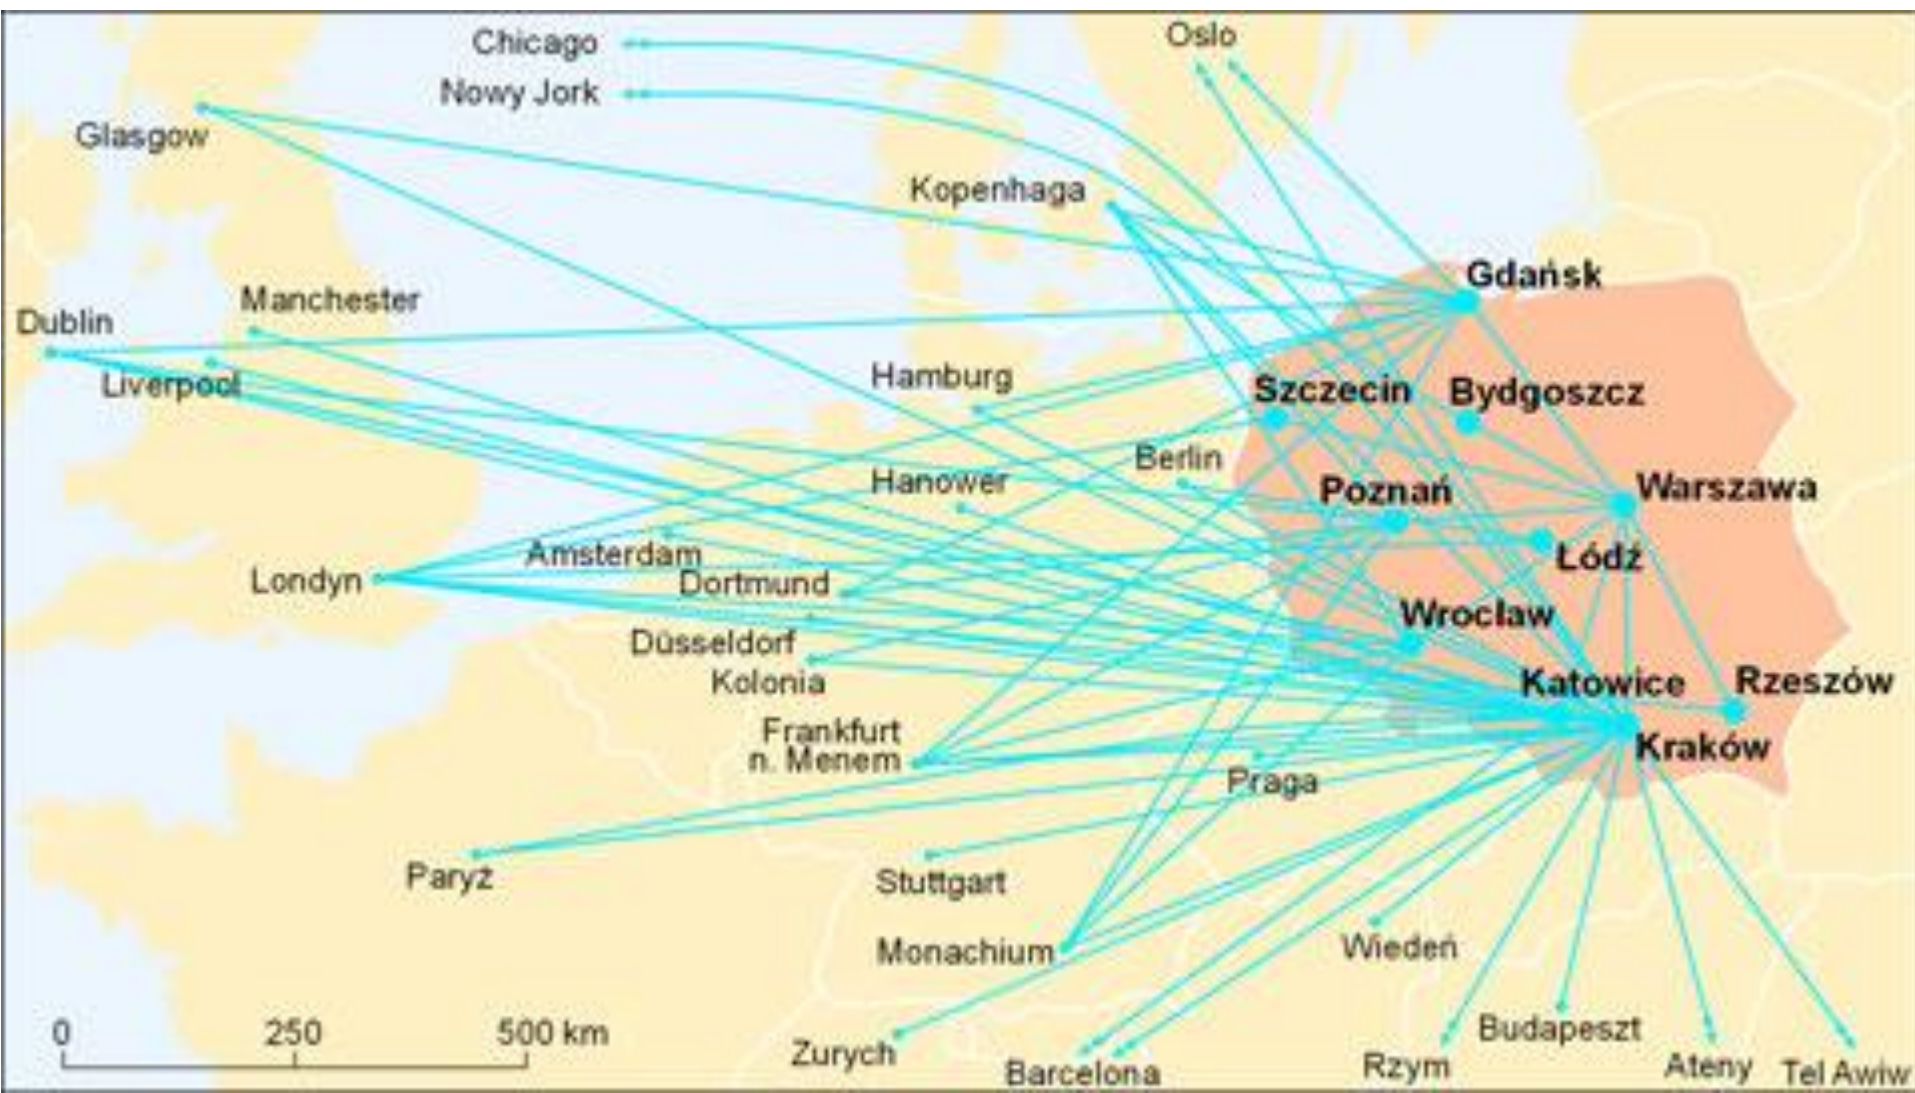 Chicago
Oslo
Nowy Jork
Glasgow
Kopenhaga
Gdańsk
Manchester
Dublin
Liverpool
Hamburg
Szczecin
Bydgoszcz
Berlin
Hanower
Poznań
Warszawa
Amsterdam
Łódź
Londyn
Dortmund
Wrocław
Düsseldorf
Kolonia
Katowice
Rzeszów
Frankfurt
n. Menem
Kraków
Praga
Paryż
Stuttgart
Monachium
Wiedeń
0 250 500 km
Budapeszt
Zurych
Barcelona
Rzym
Ateny
Tel Awiw